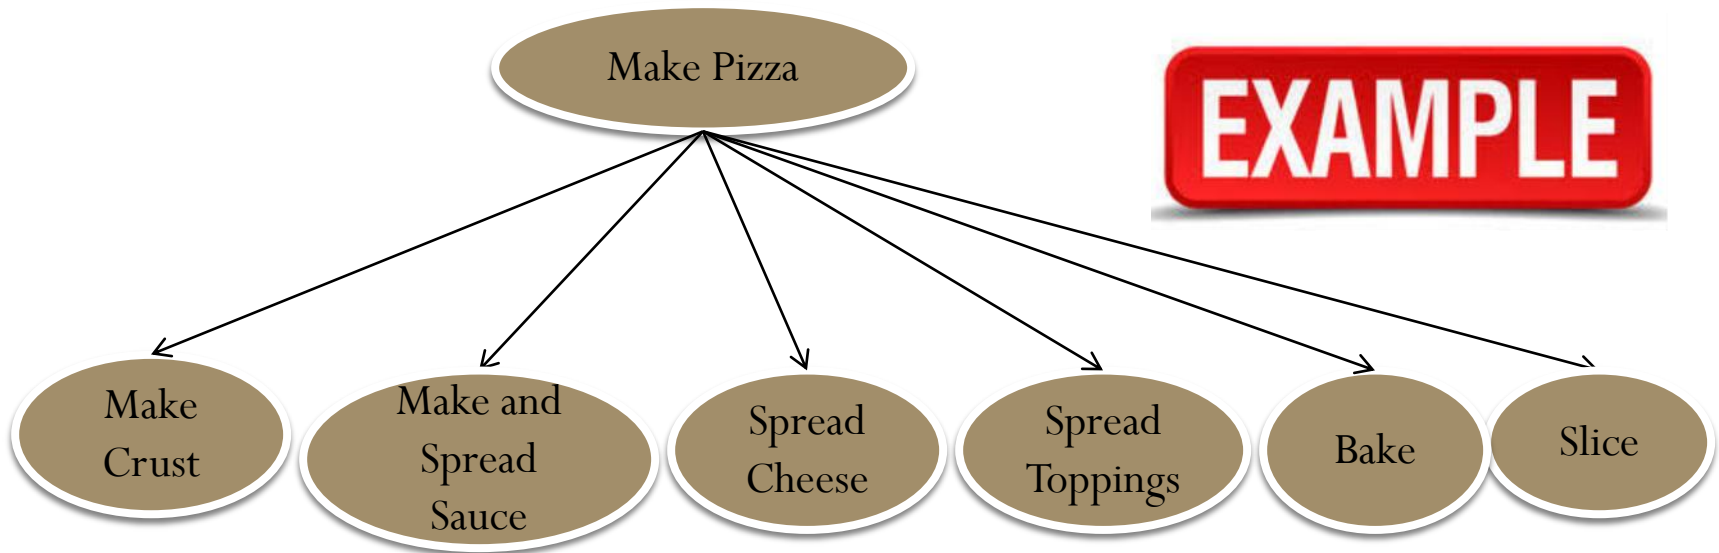 Make Pizza
EXAMPLE
Make
Crust
Make and
Spread
Sauce
Spread
Cheese
Spread
Toppings
Bake
Slice